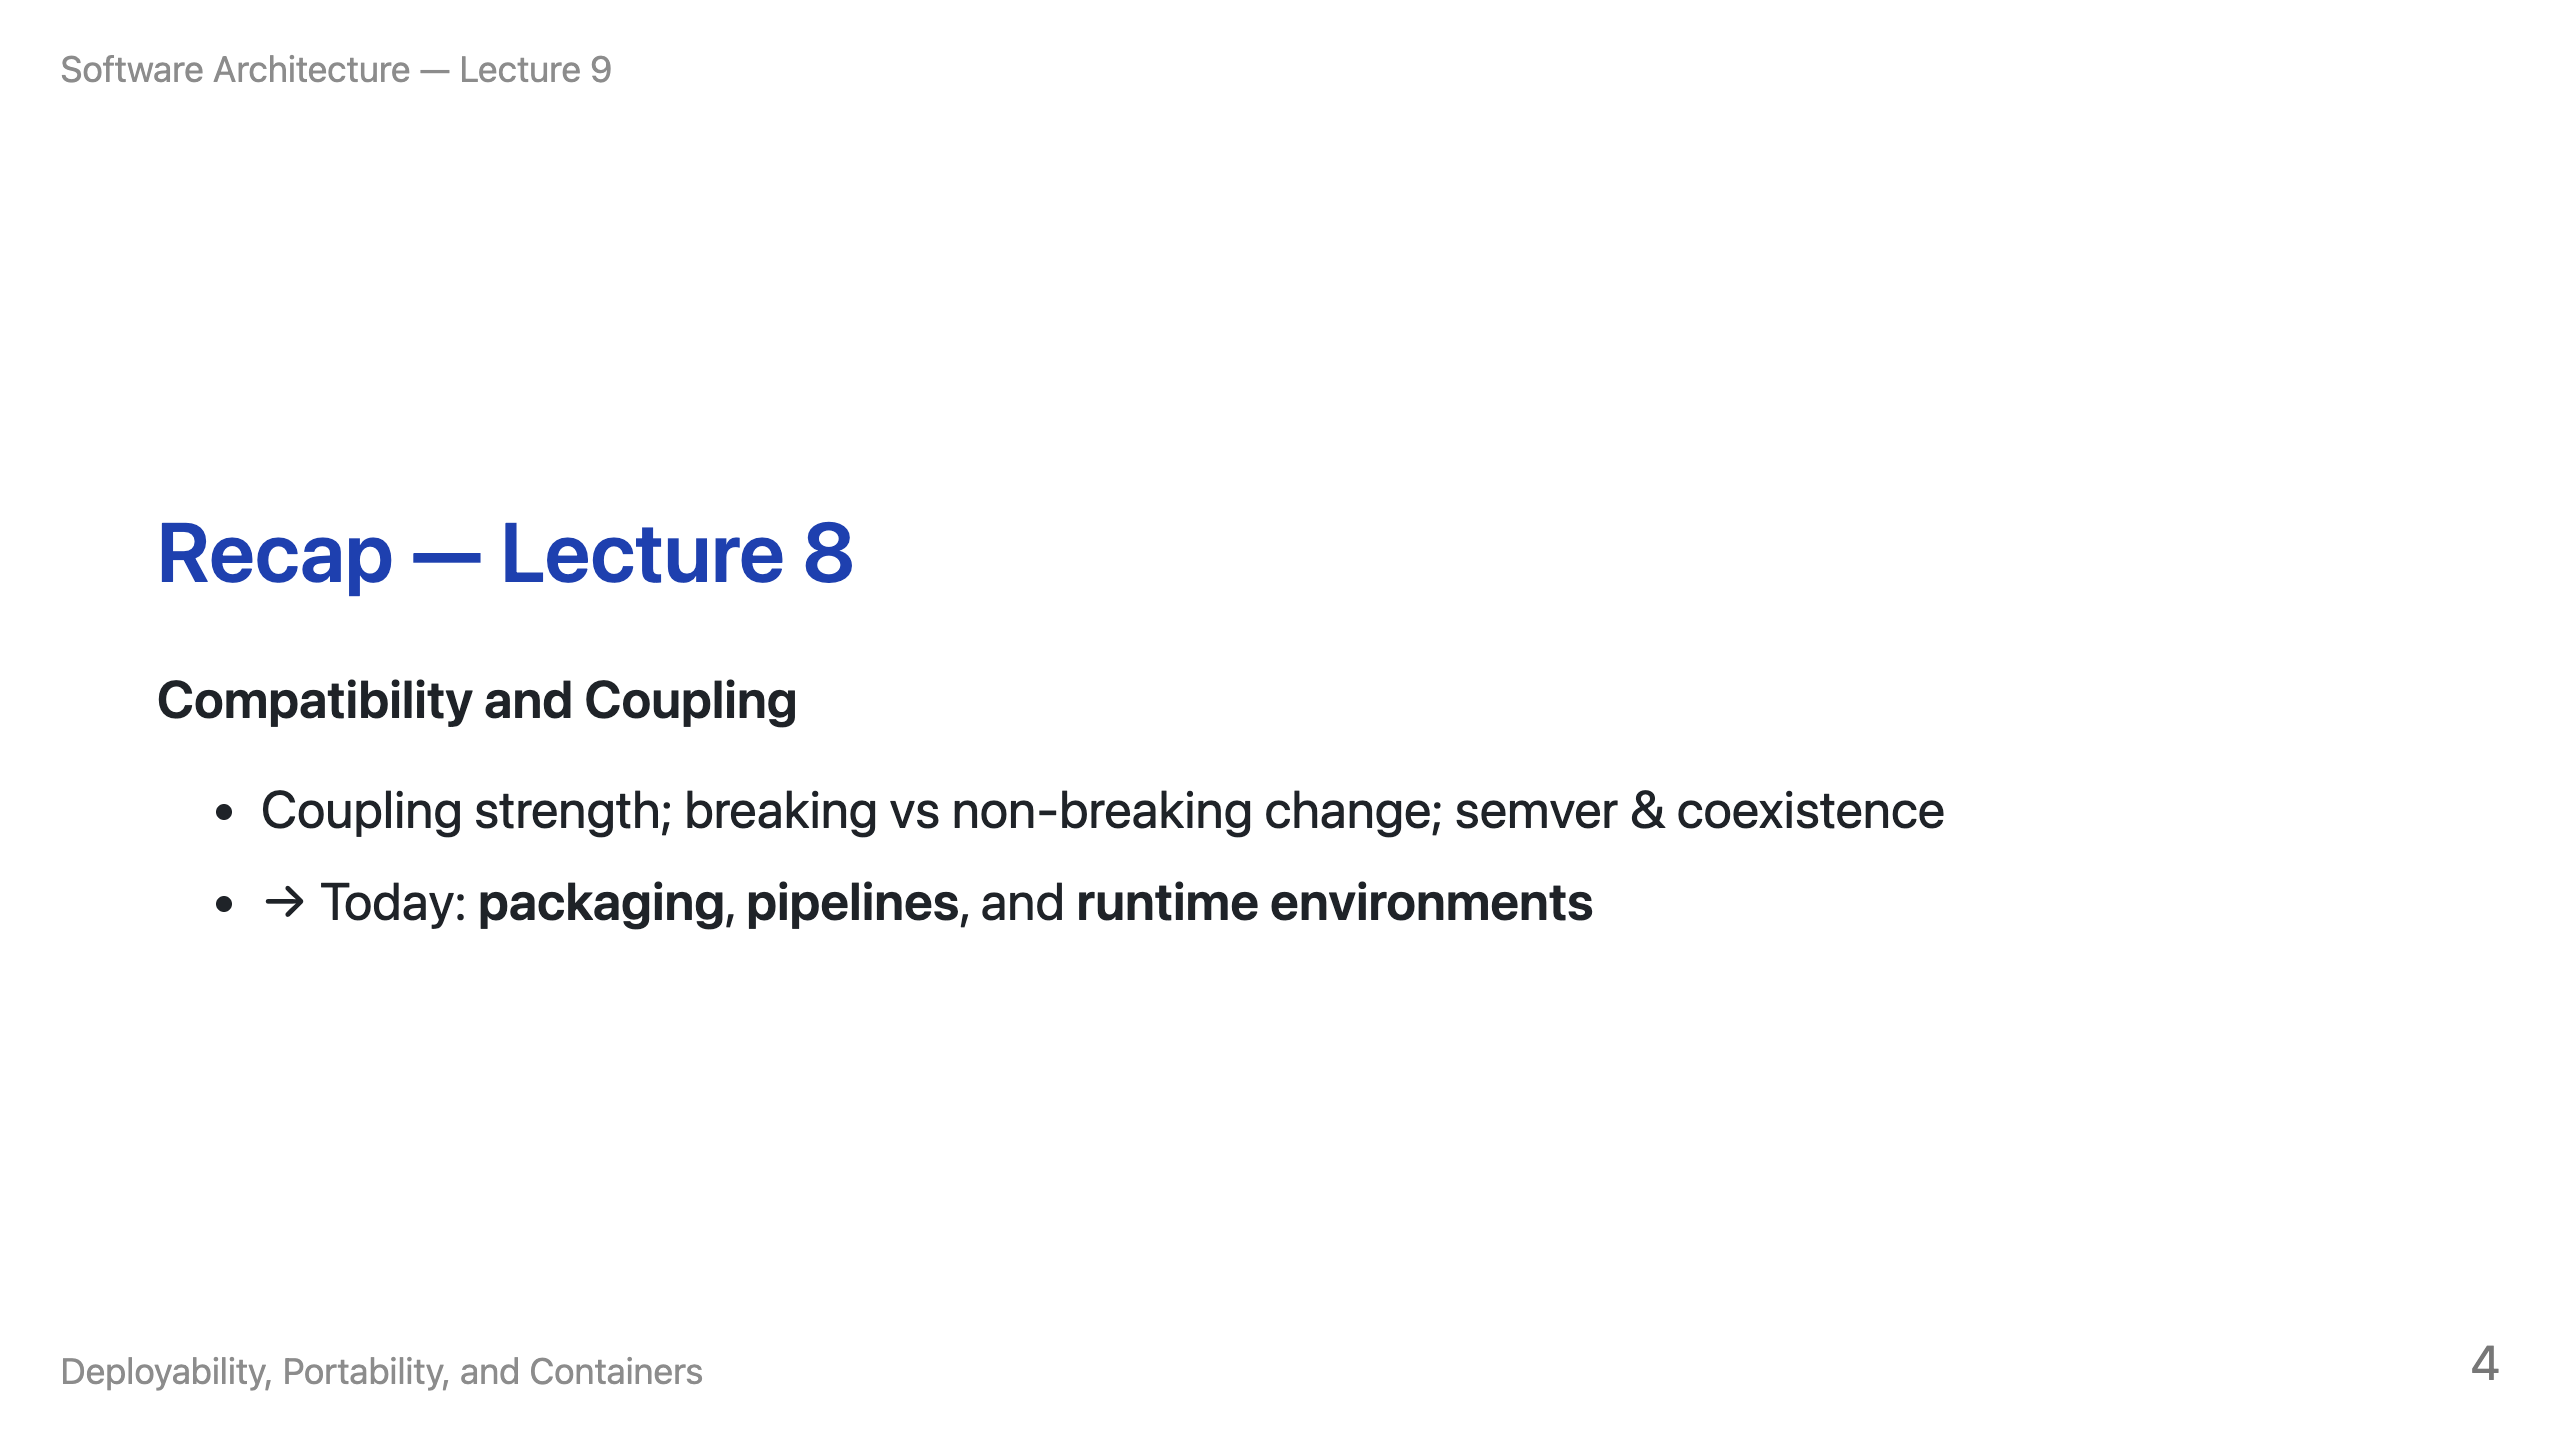 Software Architecture — Lecture 9
Recap — Lecture 8
Compatibility and Coupling
• Coupling strength; breaking vs non-breaking change; semver & coexistence
• → Today: packaging, pipelines, and runtime environments
Deployability, Portability, and Containers
4